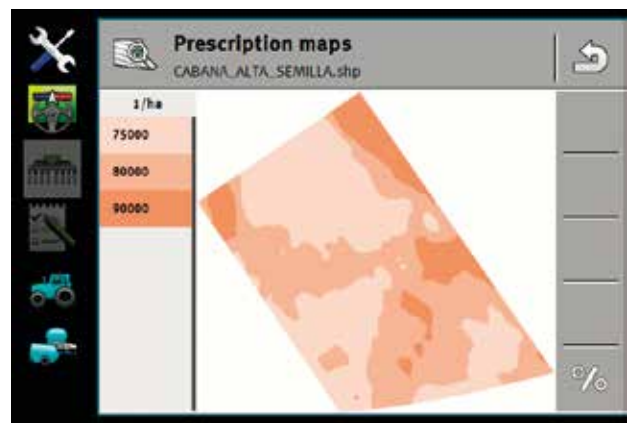 Prescription maps
CABANA_ALTA_SEMILLA.shp
1/ha
75000
80000
90000
%